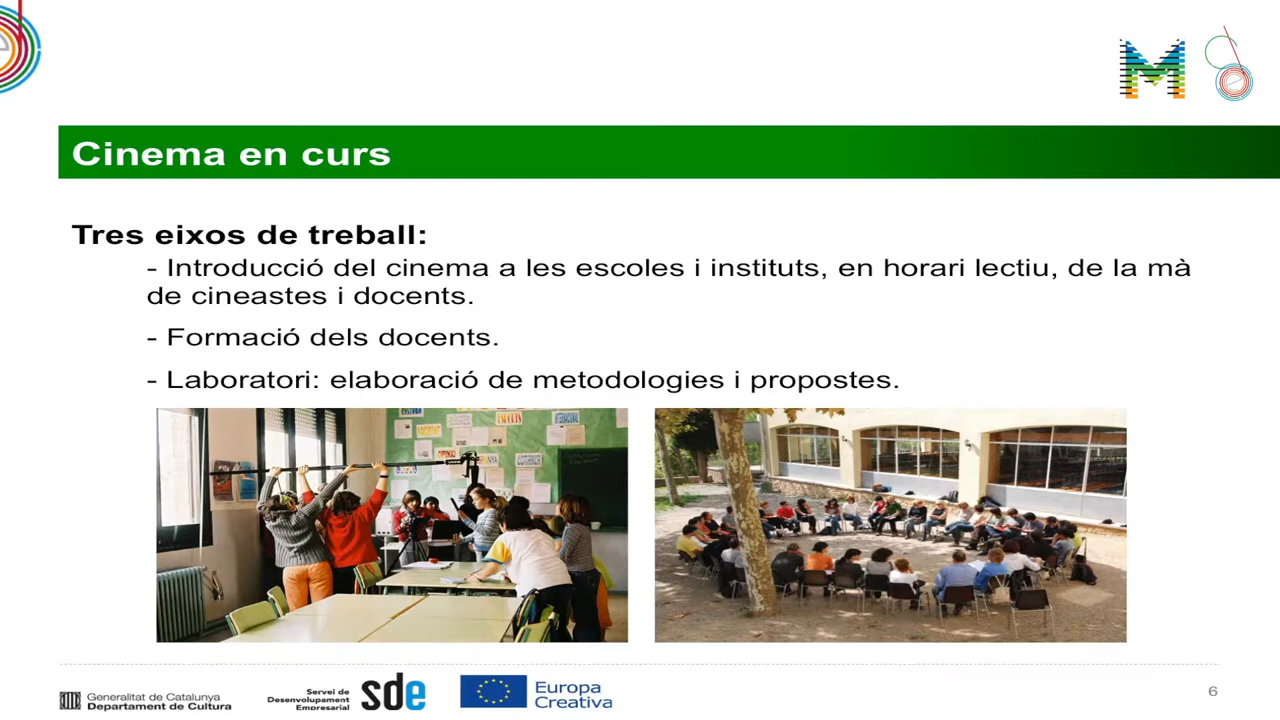 Cinema en curs
Tres eixos de treball:
- Introducció del cinema a les escoles i instituts, en horari lectiu, de la mà
de cineastes i docents.
- Formació dels docents.
- Laboratori: elaboració de metodologies i propostes.
OPINIÓ
INTERNACIONAL
Generalitat de Catalunya
Departament de Cultura
Servei de
Desenvolupament
Empresarial
sde
Europa
Creativa
6